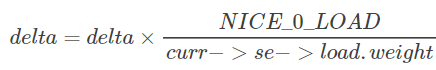 delta = delta × NICE_0_LOAD / curr− > se− > load.weight